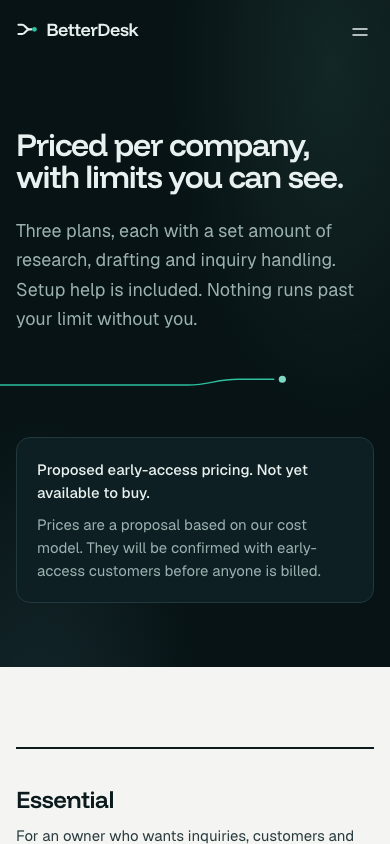 BetterDesk
Priced per company,
with limits you can see.
Three plans, each with a set amount of
research, drafting and inquiry handling.
Setup help is included. Nothing runs past
your limit without you.
Proposed early-access pricing. Not yet
available to buy.
Prices are a proposal based on our cost
model. They will be confirmed with early-
access customers before anyone is billed.
Essential
For an owner who wants inquiries, customers and